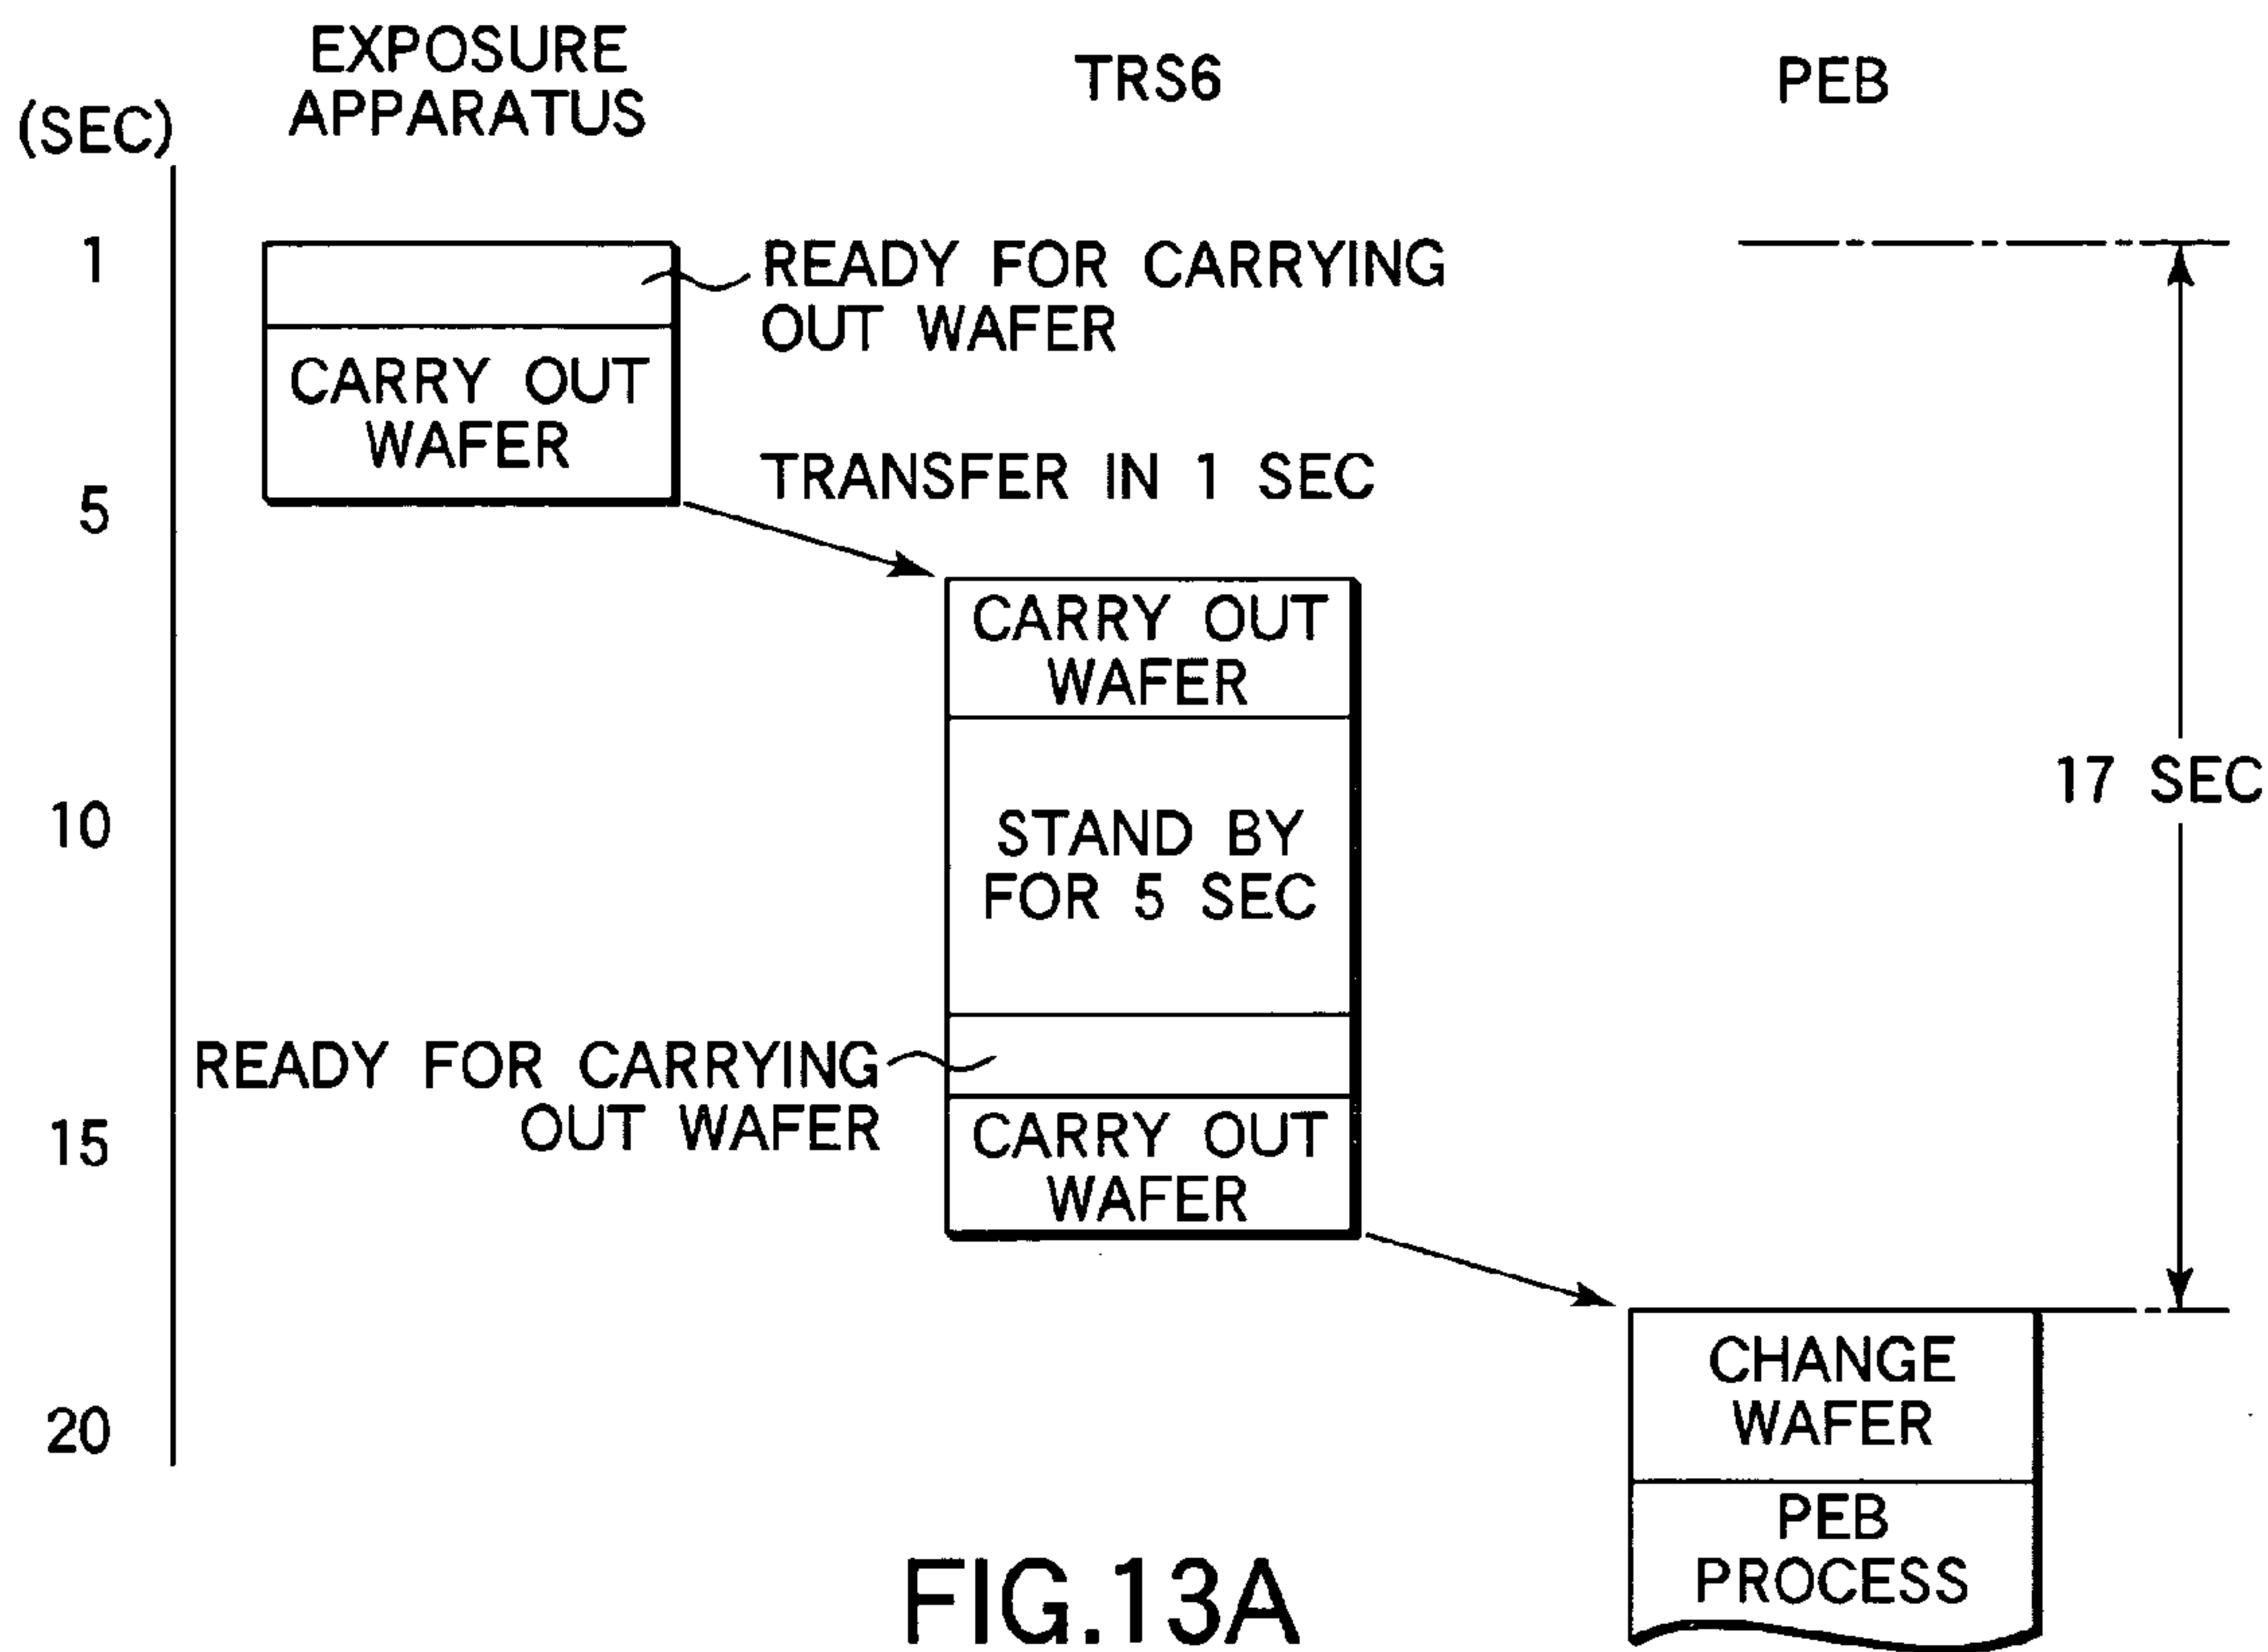 EXPOSURE
APPARATUS
TRS6
PEB
(SEC)
1
READY FOR CARRYING
OUT WAFER
CARRY OUT
WAFER
TRANSFER IN 1 SEC
5
CARRY OUT
WAFER
17 SEC
10
STAND BY
FOR 5 SEC
READY FOR CARRYING
OUT WAFER
15
CARRY OUT
WAFER
CHANGE
WAFER
20
PEB
PROCESS
FIG.13A